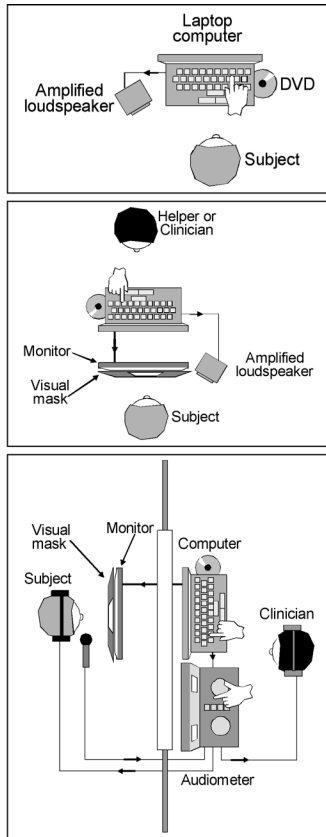 Laptop
computer
Amplified
loudspeaker
DVD
Subject
Helper or
Clinician
Monitor
Visual
mask
Amplified
loudspeaker
Subject
Visual
mask
Monitor
Computer
Subject
Clinician
Audiometer